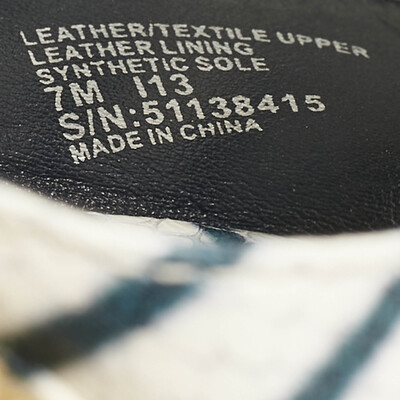 LEATHER/TEXTILE UPPER
LEATHER LINING
SYNTHETIC SOLE
7M I13
S/N:51138415
MADE IN CHINA